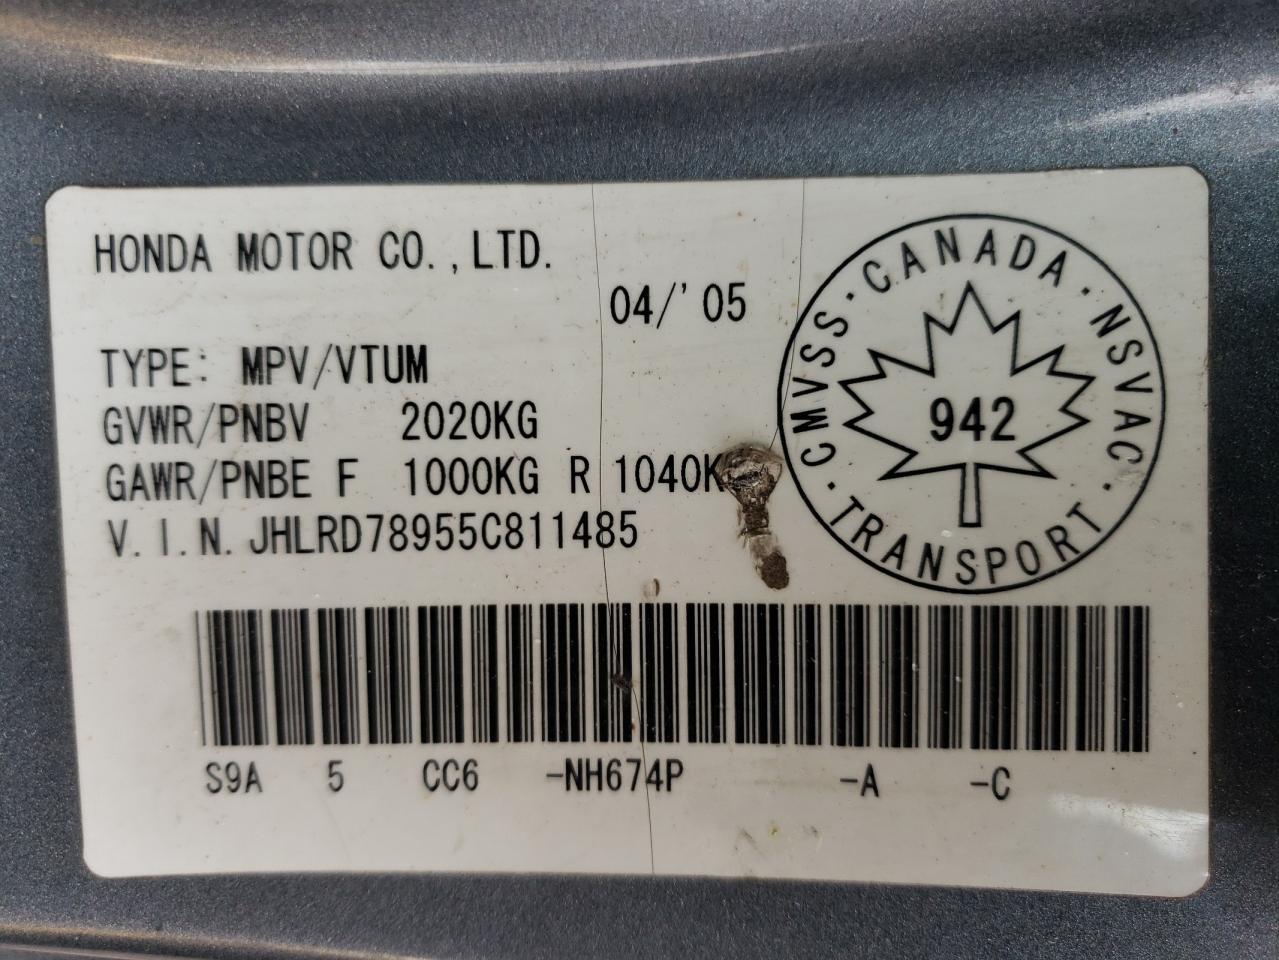 HONDA MOTOR CO.,LTD.
04/'05
TYPE: MPV/VTUM
GVWR/PNBV 2020KG
GAWR/PNBE F 1000KG R 1040K
V.I.N. JHLRD78955C811485
CMVSS · CANADA · NSVAC · TRANSPORT ·
942
S9A 5 CC6 -NH674P -A -C